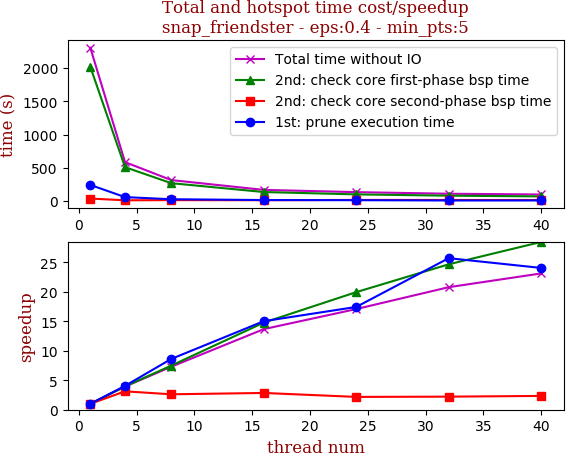 Total and hotspot time cost/speedup
snap_friendster - eps:0.4 - min_pts:5
time (s)
2000
1500
1000
500
0
Total time without IO
2nd: check core first-phase bsp time
2nd: check core second-phase bsp time
1st: prune execution time
0 5 10 15 20 25 30 35 40
speedup
25
20
15
10
5
0
0 5 10 15 20 25 30 35 40
thread num